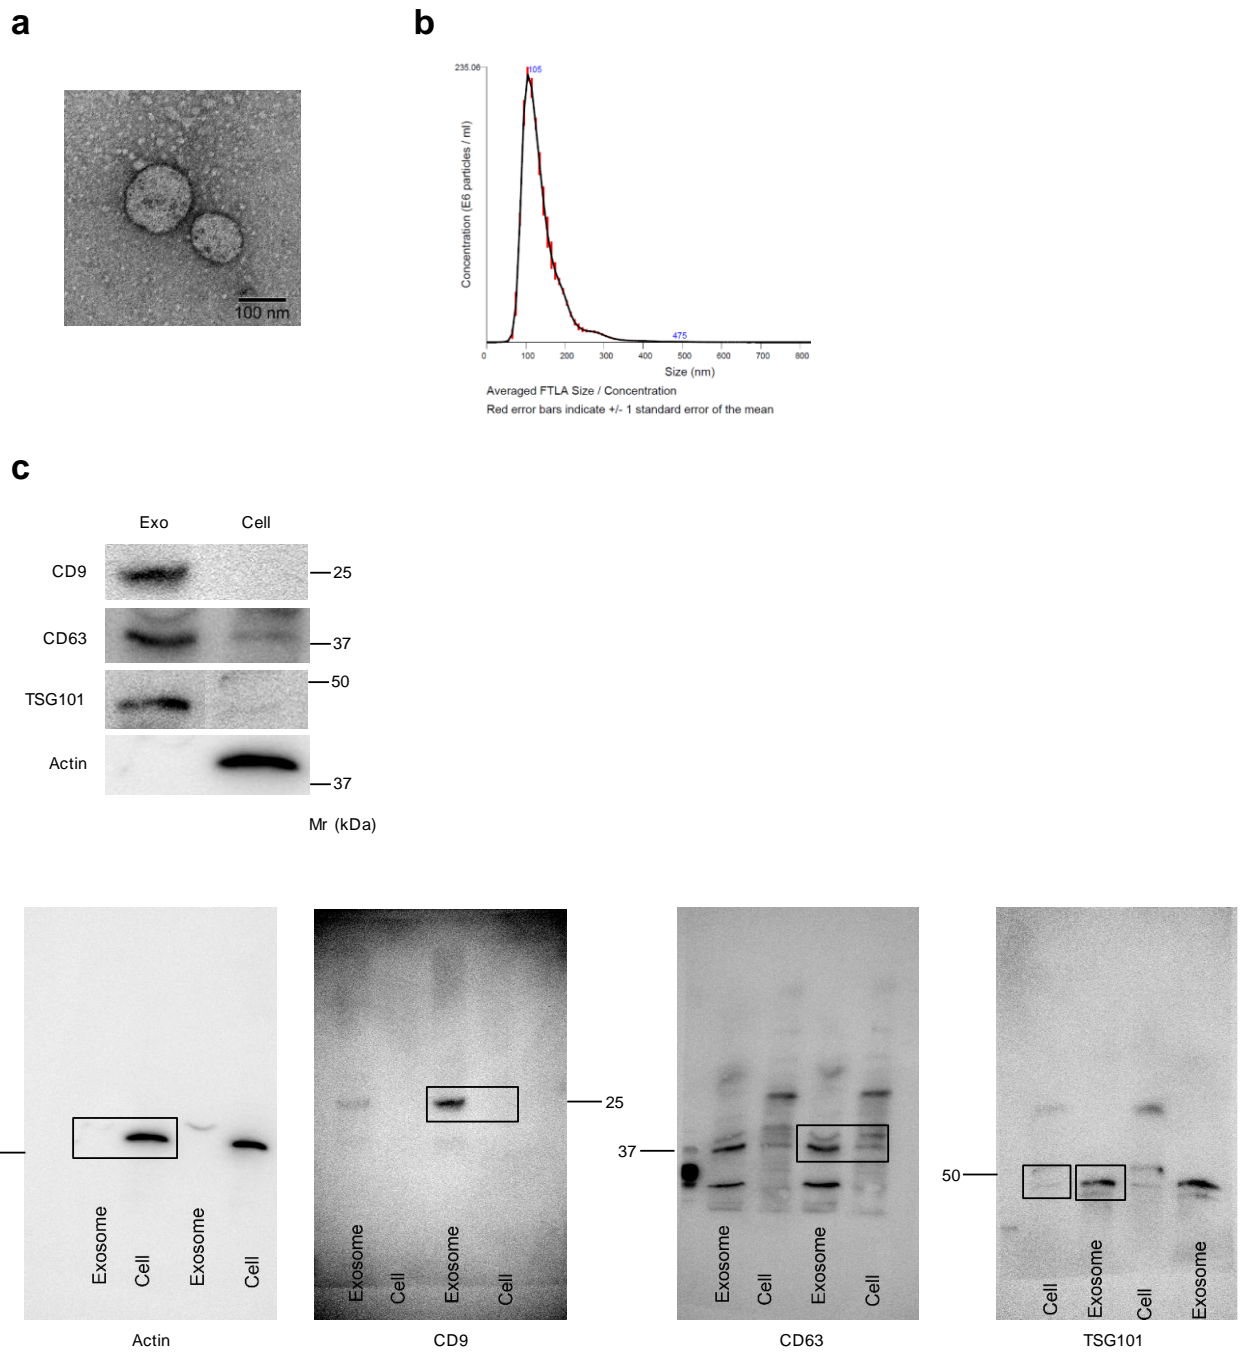 a
b
100 nm
235.06
105
475
Concentration (E6 particles / ml)
0 100 200 300 400 500 600 700 800
Size (nm)
Averaged FTLA Size / Concentration
Red error bars indicate +/- 1 standard error of the mean
c
Exo Cell
CD9 25
CD63 37
TSG101 50
Actin 37
Mr (kDa)
25
37
50
Exosome Cell Exosome Cell
Exosome Cell Exosome Cell
Exosome Cell Exosome Cell
Cell Exosome Cell Exosome
Actin CD9 CD63 TSG101